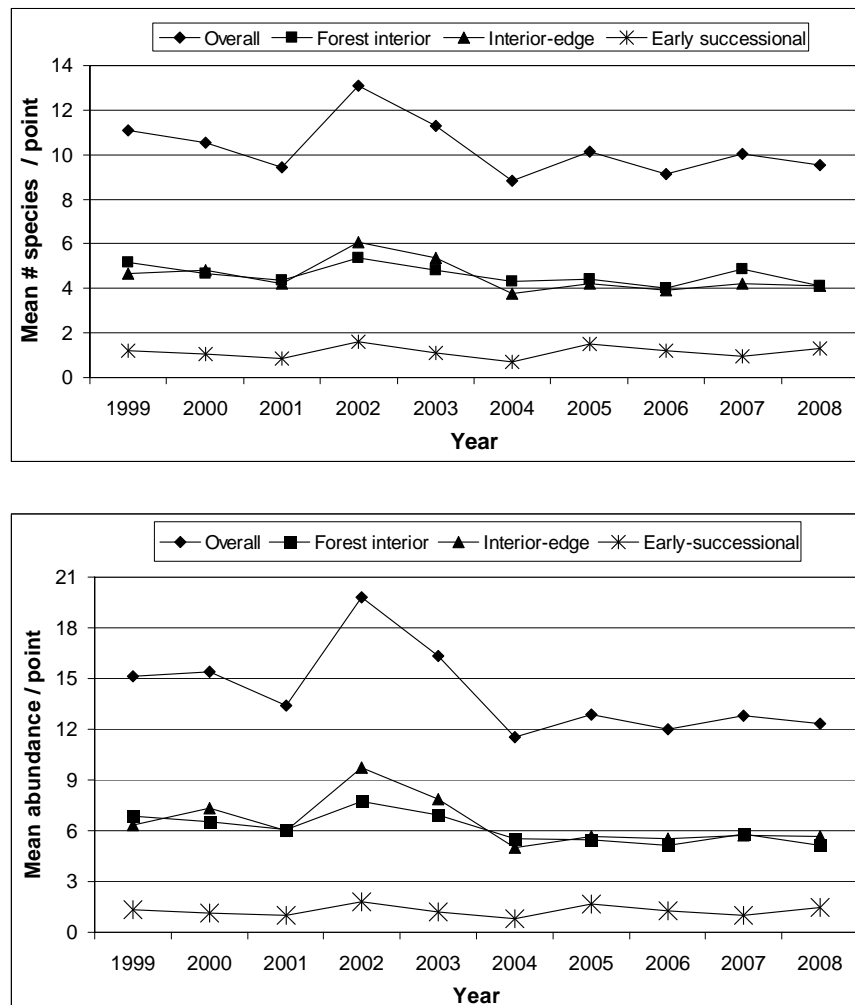 Overall Forest interior Interior-edge Early successional
14
12
10
8
6
4
2
0
Mean # species / point
1999 2000 2001 2002 2003 2004 2005 2006 2007 2008
Year
Overall Forest interior Interior-edge Early-successional
21
18
15
12
9
6
3
0
Mean abundance / point
1999 2000 2001 2002 2003 2004 2005 2006 2007 2008
Year